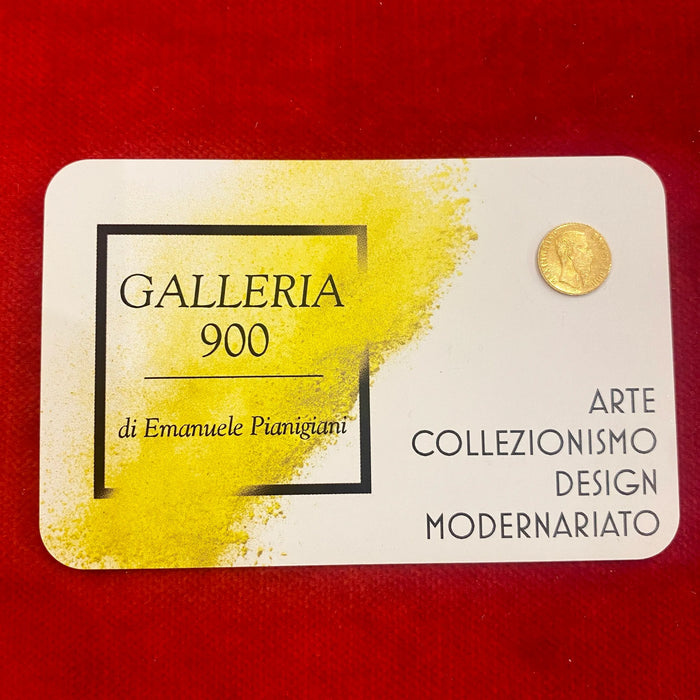 GALLERIA
900
di Emanuele Pianigiani
ARTE
COLLEZIONISMO
DESIGN
MODERNARIATO